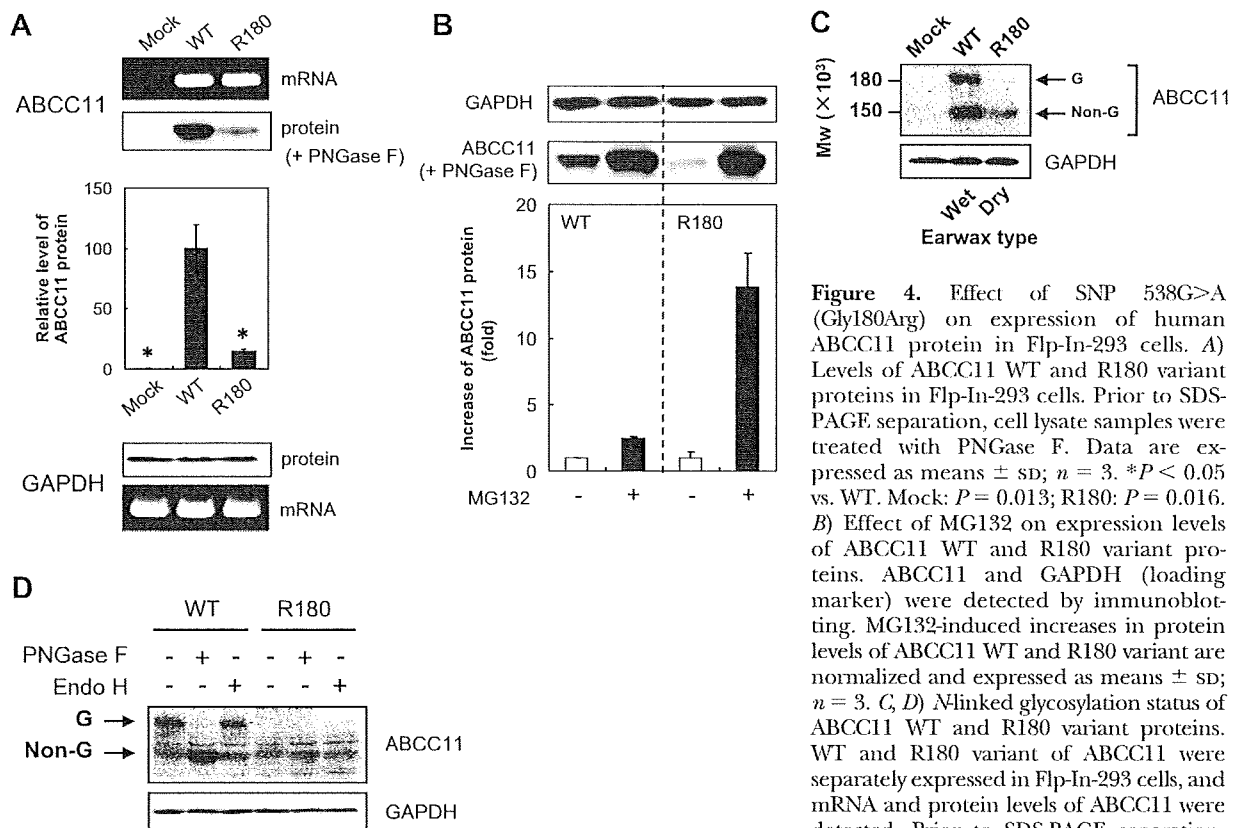 A
Mock WT R180
ABCC11
mRNA
protein
(+ PNGase F)
Relative level of
ABCC11 protein
150
100
50
0
*
*
Mock WT R180
GAPDH
protein
mRNA
B
GAPDH
ABCC11
(+ PNGase F)
Increase of ABCC11 protein
(fold)
20
15
10
5
0
WT R180
MG132 - + - +
C
Mock WT R180
Mw (×10³)
180
150
G
Non-G
ABCC11
GAPDH
Wet Dry
Earwax type
D
WT R180
PNGase F - + - - + -
Endo H - - + - - +
G
Non-G
ABCC11
GAPDH
Figure 4. Effect of SNP 538G>A
(Gly180Arg) on expression of human
ABCC11 protein in Flp-In-293 cells. A)
Levels of ABCC11 WT and R180 variant
proteins in Flp-In-293 cells. Prior to SDS-
PAGE separation, cell lysate samples were
treated with PNGase F. Data are ex-
pressed as means ± SD; n = 3. *P < 0.05
vs. WT. Mock: P = 0.013; R180: P = 0.016.
B) Effect of MG132 on expression levels
of ABCC11 WT and R180 variant pro-
teins. ABCC11 and GAPDH (loading
marker) were detected by immunoblot-
ting. MG132-induced increases in protein
levels of ABCC11 WT and R180 variant are
normalized and expressed as means ± SD;
n = 3. C, D) N-linked glycosylation status of
ABCC11 WT and R180 variant proteins.
WT and R180 variant of ABCC11 were
separately expressed in Flp-In-293 cells, and
mRNA and protein levels of ABCC11 were
detected. Prior to SDS-PAGE separation,